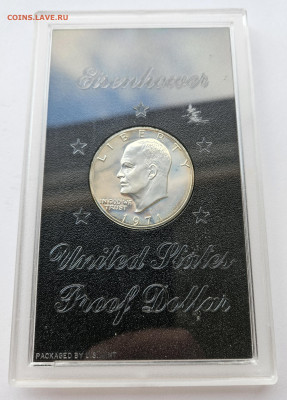 COINS.LAVE.RU
Eisenhower
LIBERTY
IN GOD WE
TRUST
1971
United States
Proof Dollar
PACKAGED BY U.S. MINT